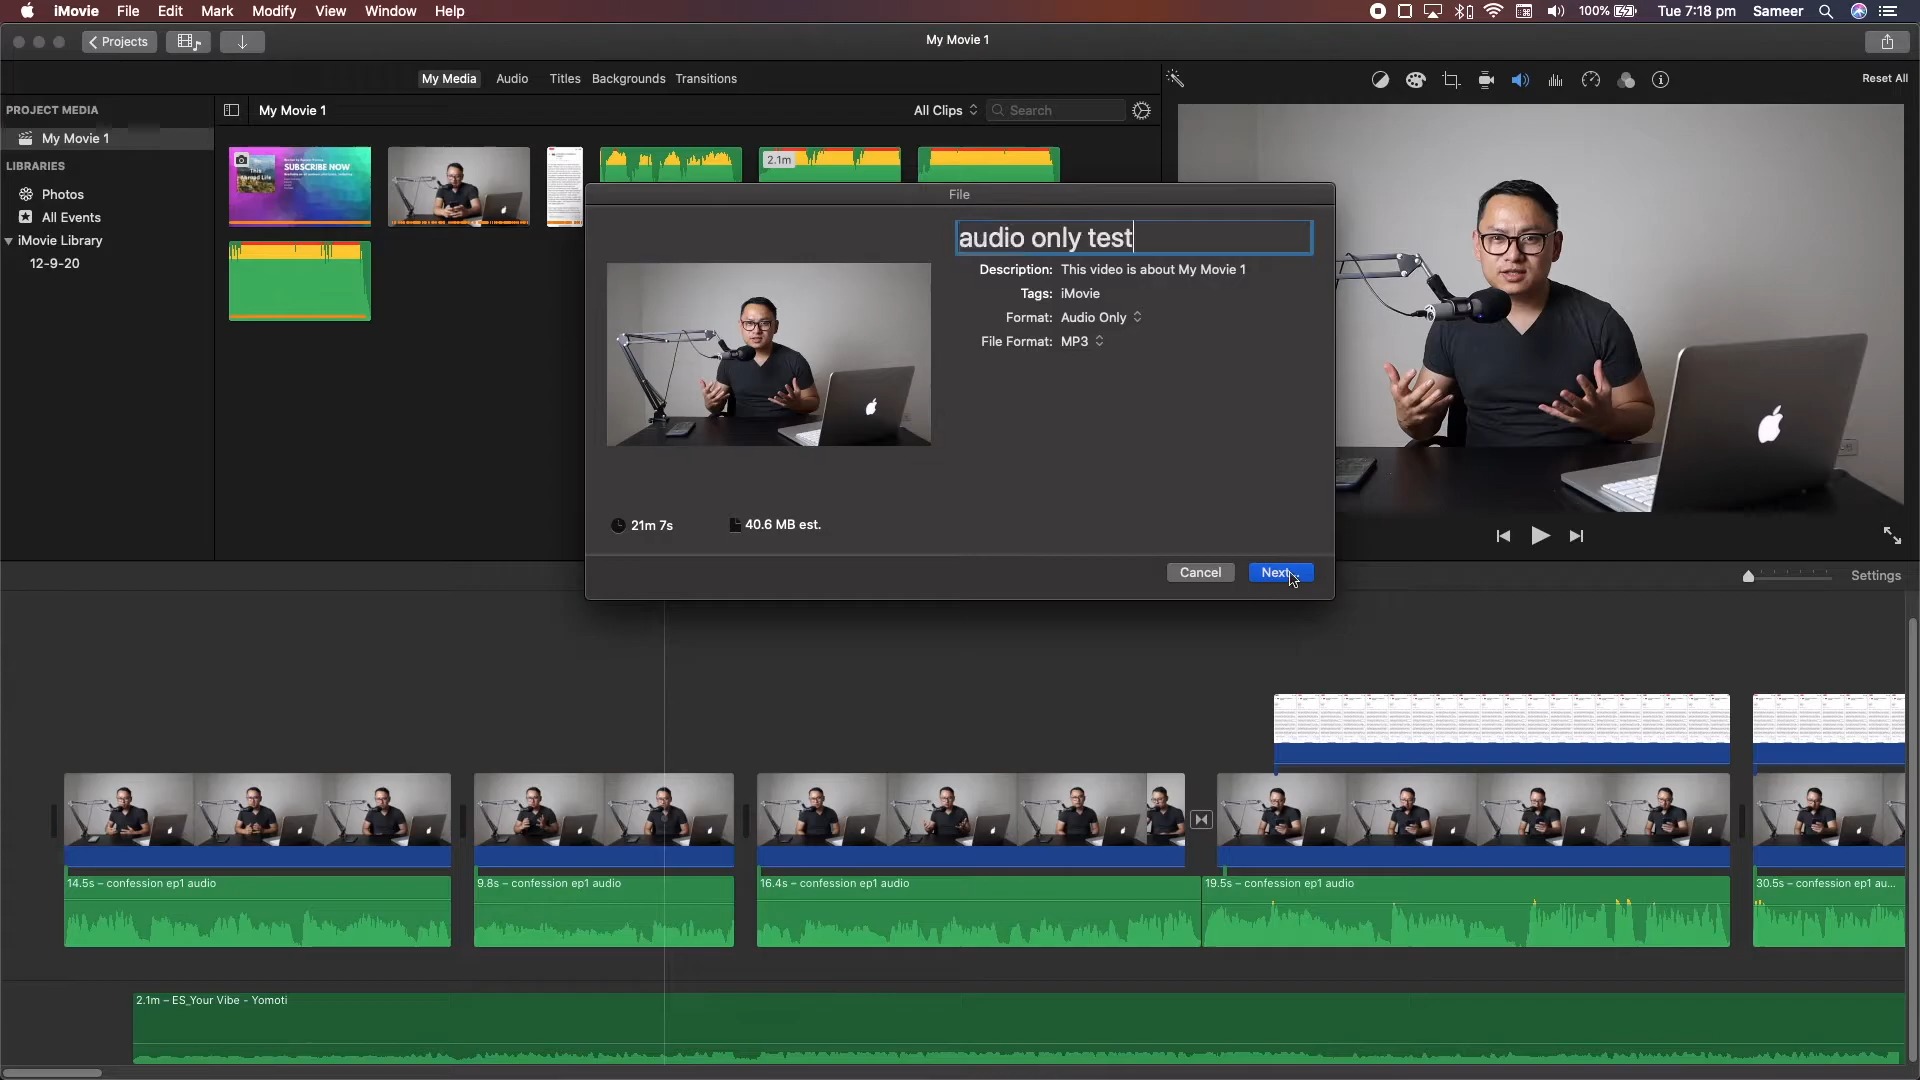 iMovie File Edit Mark Modify View Window Help
100% Tue 7:18 pm Sameer
Projects
My Movie 1
My Media Audio Titles Backgrounds Transitions
Reset All
PROJECT MEDIA
My Movie 1
LIBRARIES
Photos
All Events
iMovie Library
12-9-20
My Movie 1
All Clips
Search
SUBSCRIBE NOW
2.1m
File
audio only test
Description: This video is about My Movie 1
Tags: iMovie
Format: Audio Only
File Format: MP3
21m 7s
40.6 MB est.
Cancel
Next...
Settings
14.5s – confession ep1 audio
9.8s – confession ep1 audio
16.4s – confession ep1 audio
19.5s – confession ep1 audio
30.5s – confession ep1 au...
2.1m – ES_Your Vibe - Yomoti